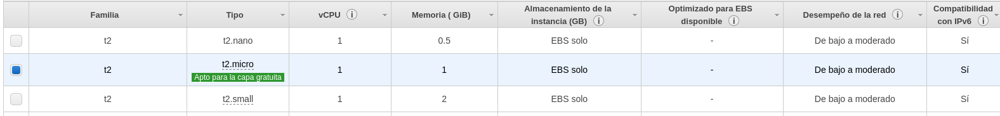 Familia Tipo vCPU Memoria ( GiB) Almacenamiento de la instancia (GB) Optimizado para EBS disponible Desempeño de la red Compatibilidad con IPv6
t2 t2.nano 1 0.5 EBS solo - De bajo a moderado Sí
t2 t2.micro 1 1 EBS solo - De bajo a moderado Sí
Apto para la capa gratuita
t2 t2.small 1 2 EBS solo - De bajo a moderado Sí